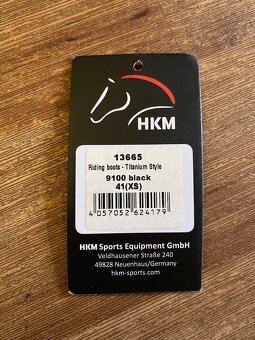 HKM
13665
Riding boots - Titanium Style
9100 black
41(XS)
4 057052 624179
HKM Sports Equipment GmbH
Veldhausener Straße 240
49828 Neuenhaus/Germany
hkm-sports.com